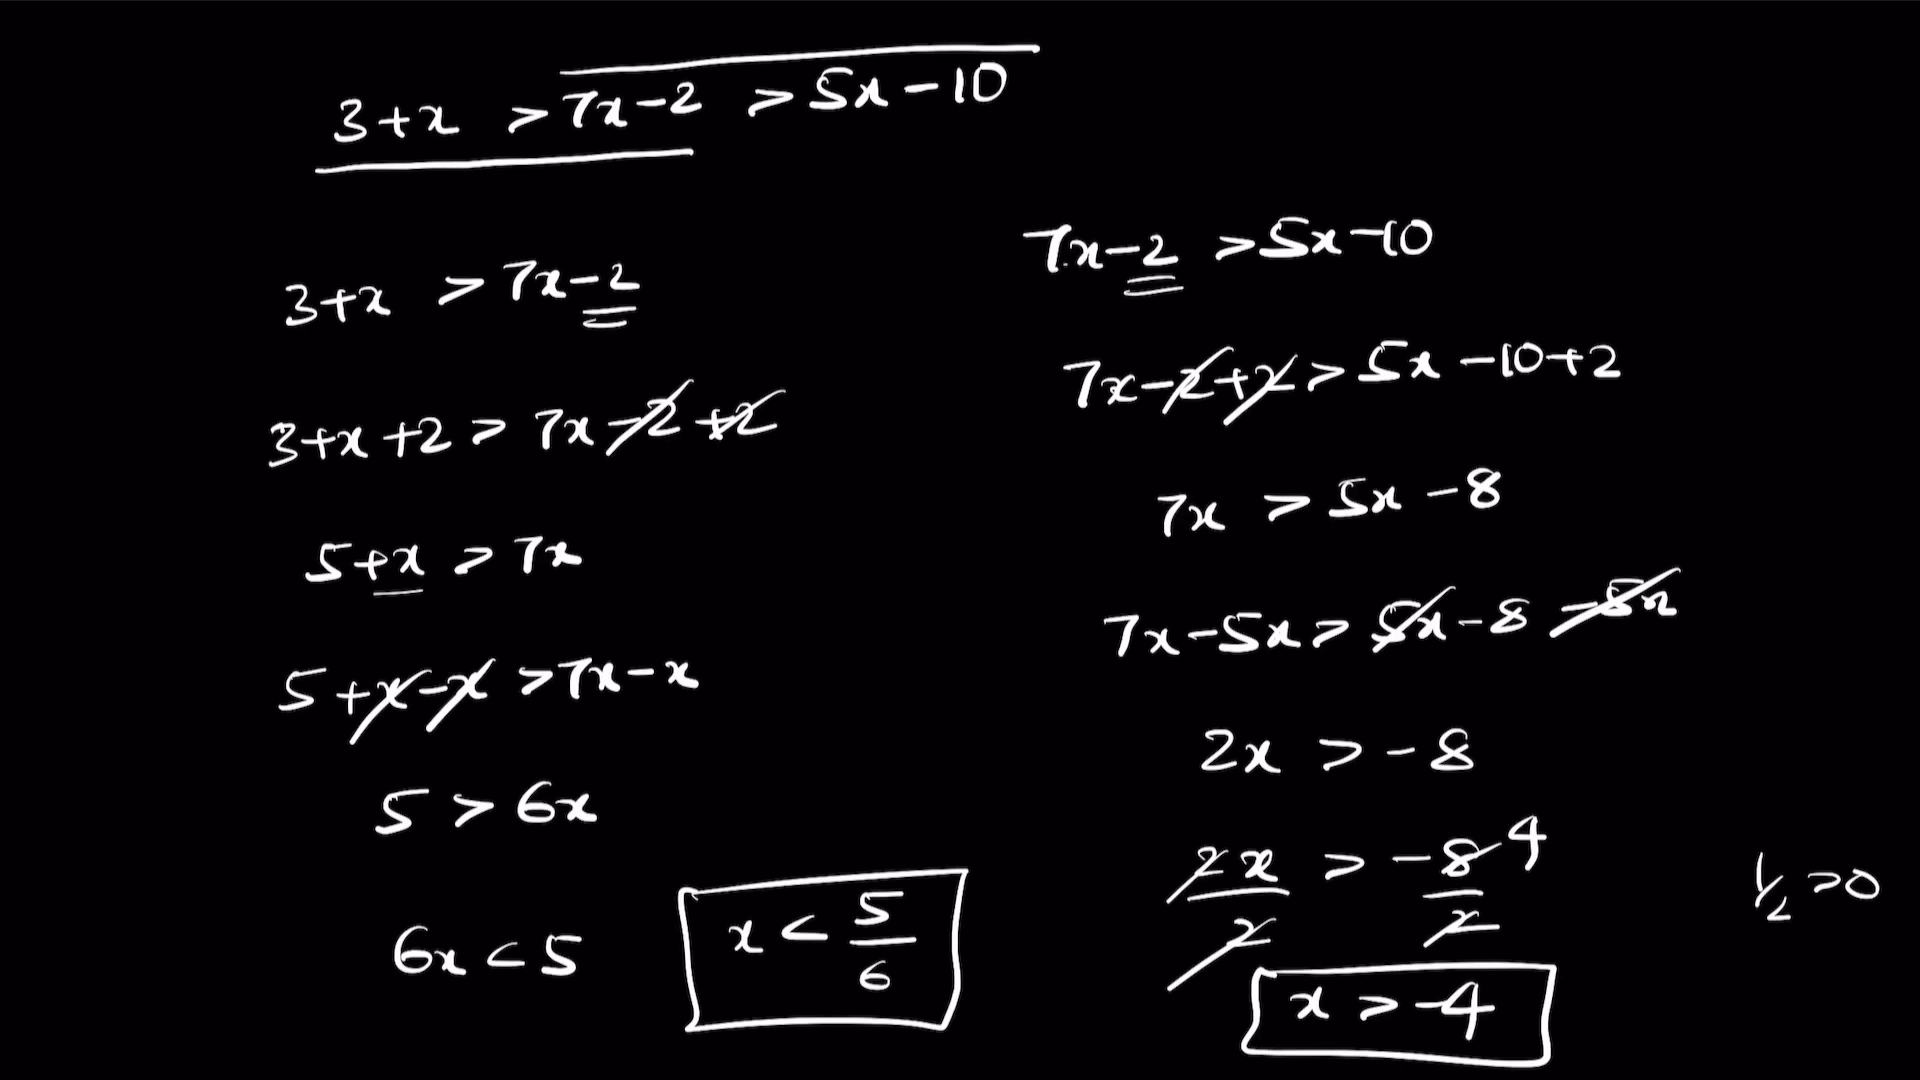 3+x > 7x-2 > 5x-10
3+x > 7x-2
3+x+2 > 7x-2+2
5+x > 7x
5+x-x > 7x-x
5 > 6x
6x < 5
x < 5/6
7x-2 > 5x-10
7x-2+2 > 5x-10+2
7x > 5x-8
7x-5x > 5x-8-5x
2x > -8
2x/2 > -8/2 4
x > -4
1/2 >0